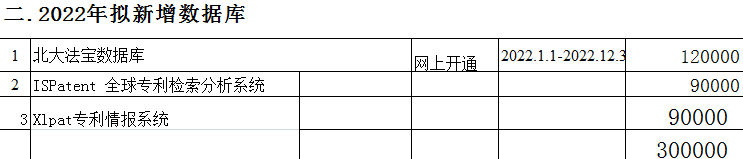 二.2022年拟新增数据库
1 北大法宝数据库 网上开通 2022.1.1-2022.12.3 120000
2 ISPatent 全球专利检索分析系统 90000
3 Xlpat专利情报系统 90000
300000